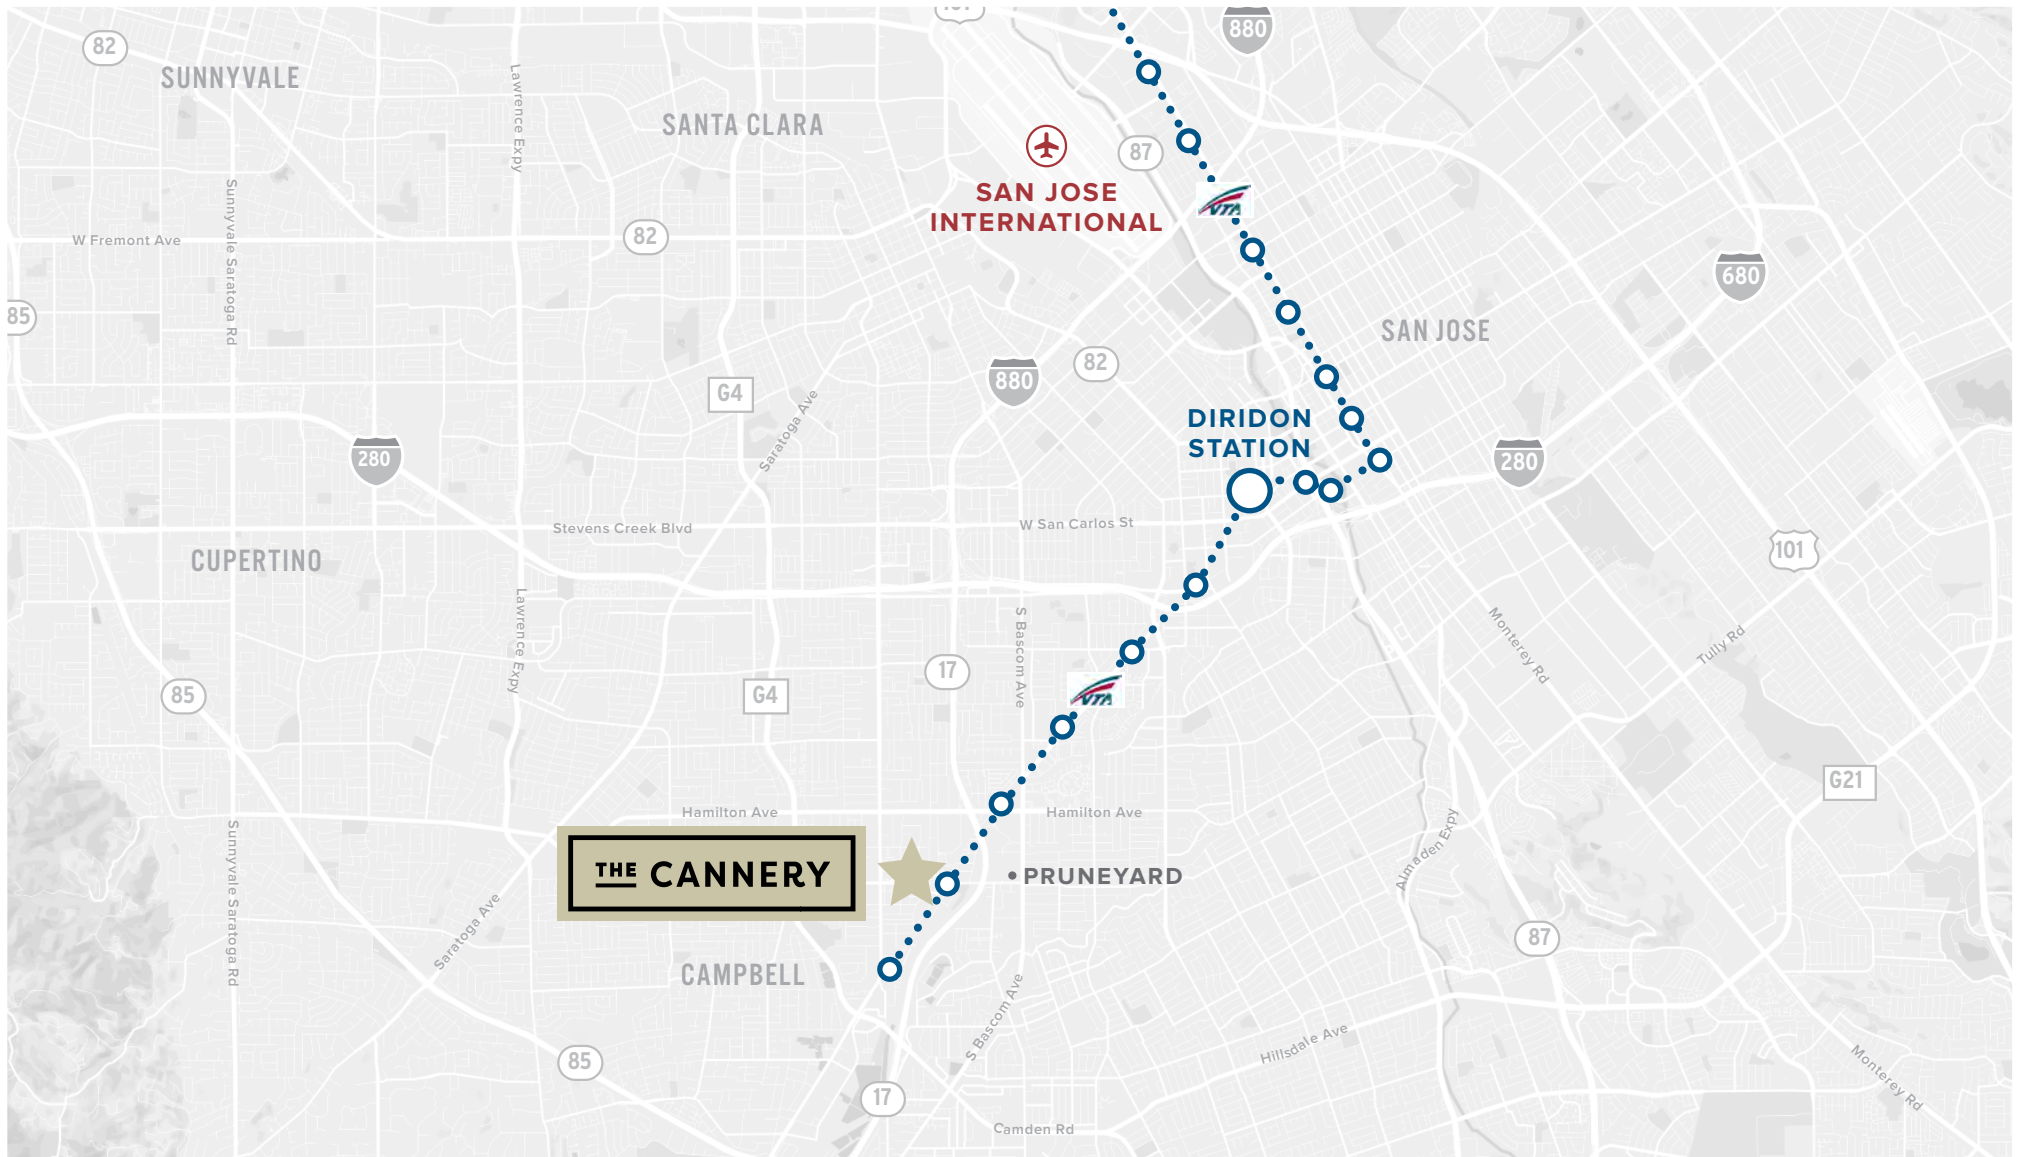 101
880
82
SUNNYVALE
Lawrence Expy
SANTA CLARA
87
SAN JOSE
INTERNATIONAL
VTA
Sunnyvale Saratoga Rd
W Fremont Ave
82
680
85
SAN JOSE
82
880
G4
Saratoga Ave
DIRIDON
STATION
280
280
Stevens Creek Blvd
W San Carlos St
101
CUPERTINO
Lawrence Expy
S Bascom Ave
Monterey Rd
Tully Rd
17
85
G4
VTA
G21
Hamilton Ave
Hamilton Ave
Almaden Expy
THE CANNERY
PRUNEYARD
Sunnyvale Saratoga Rd
Saratoga Ave
87
CAMPBELL
S Bascom Ave
Hillsdale Ave
85
Monterey Rd
17
Camden Rd